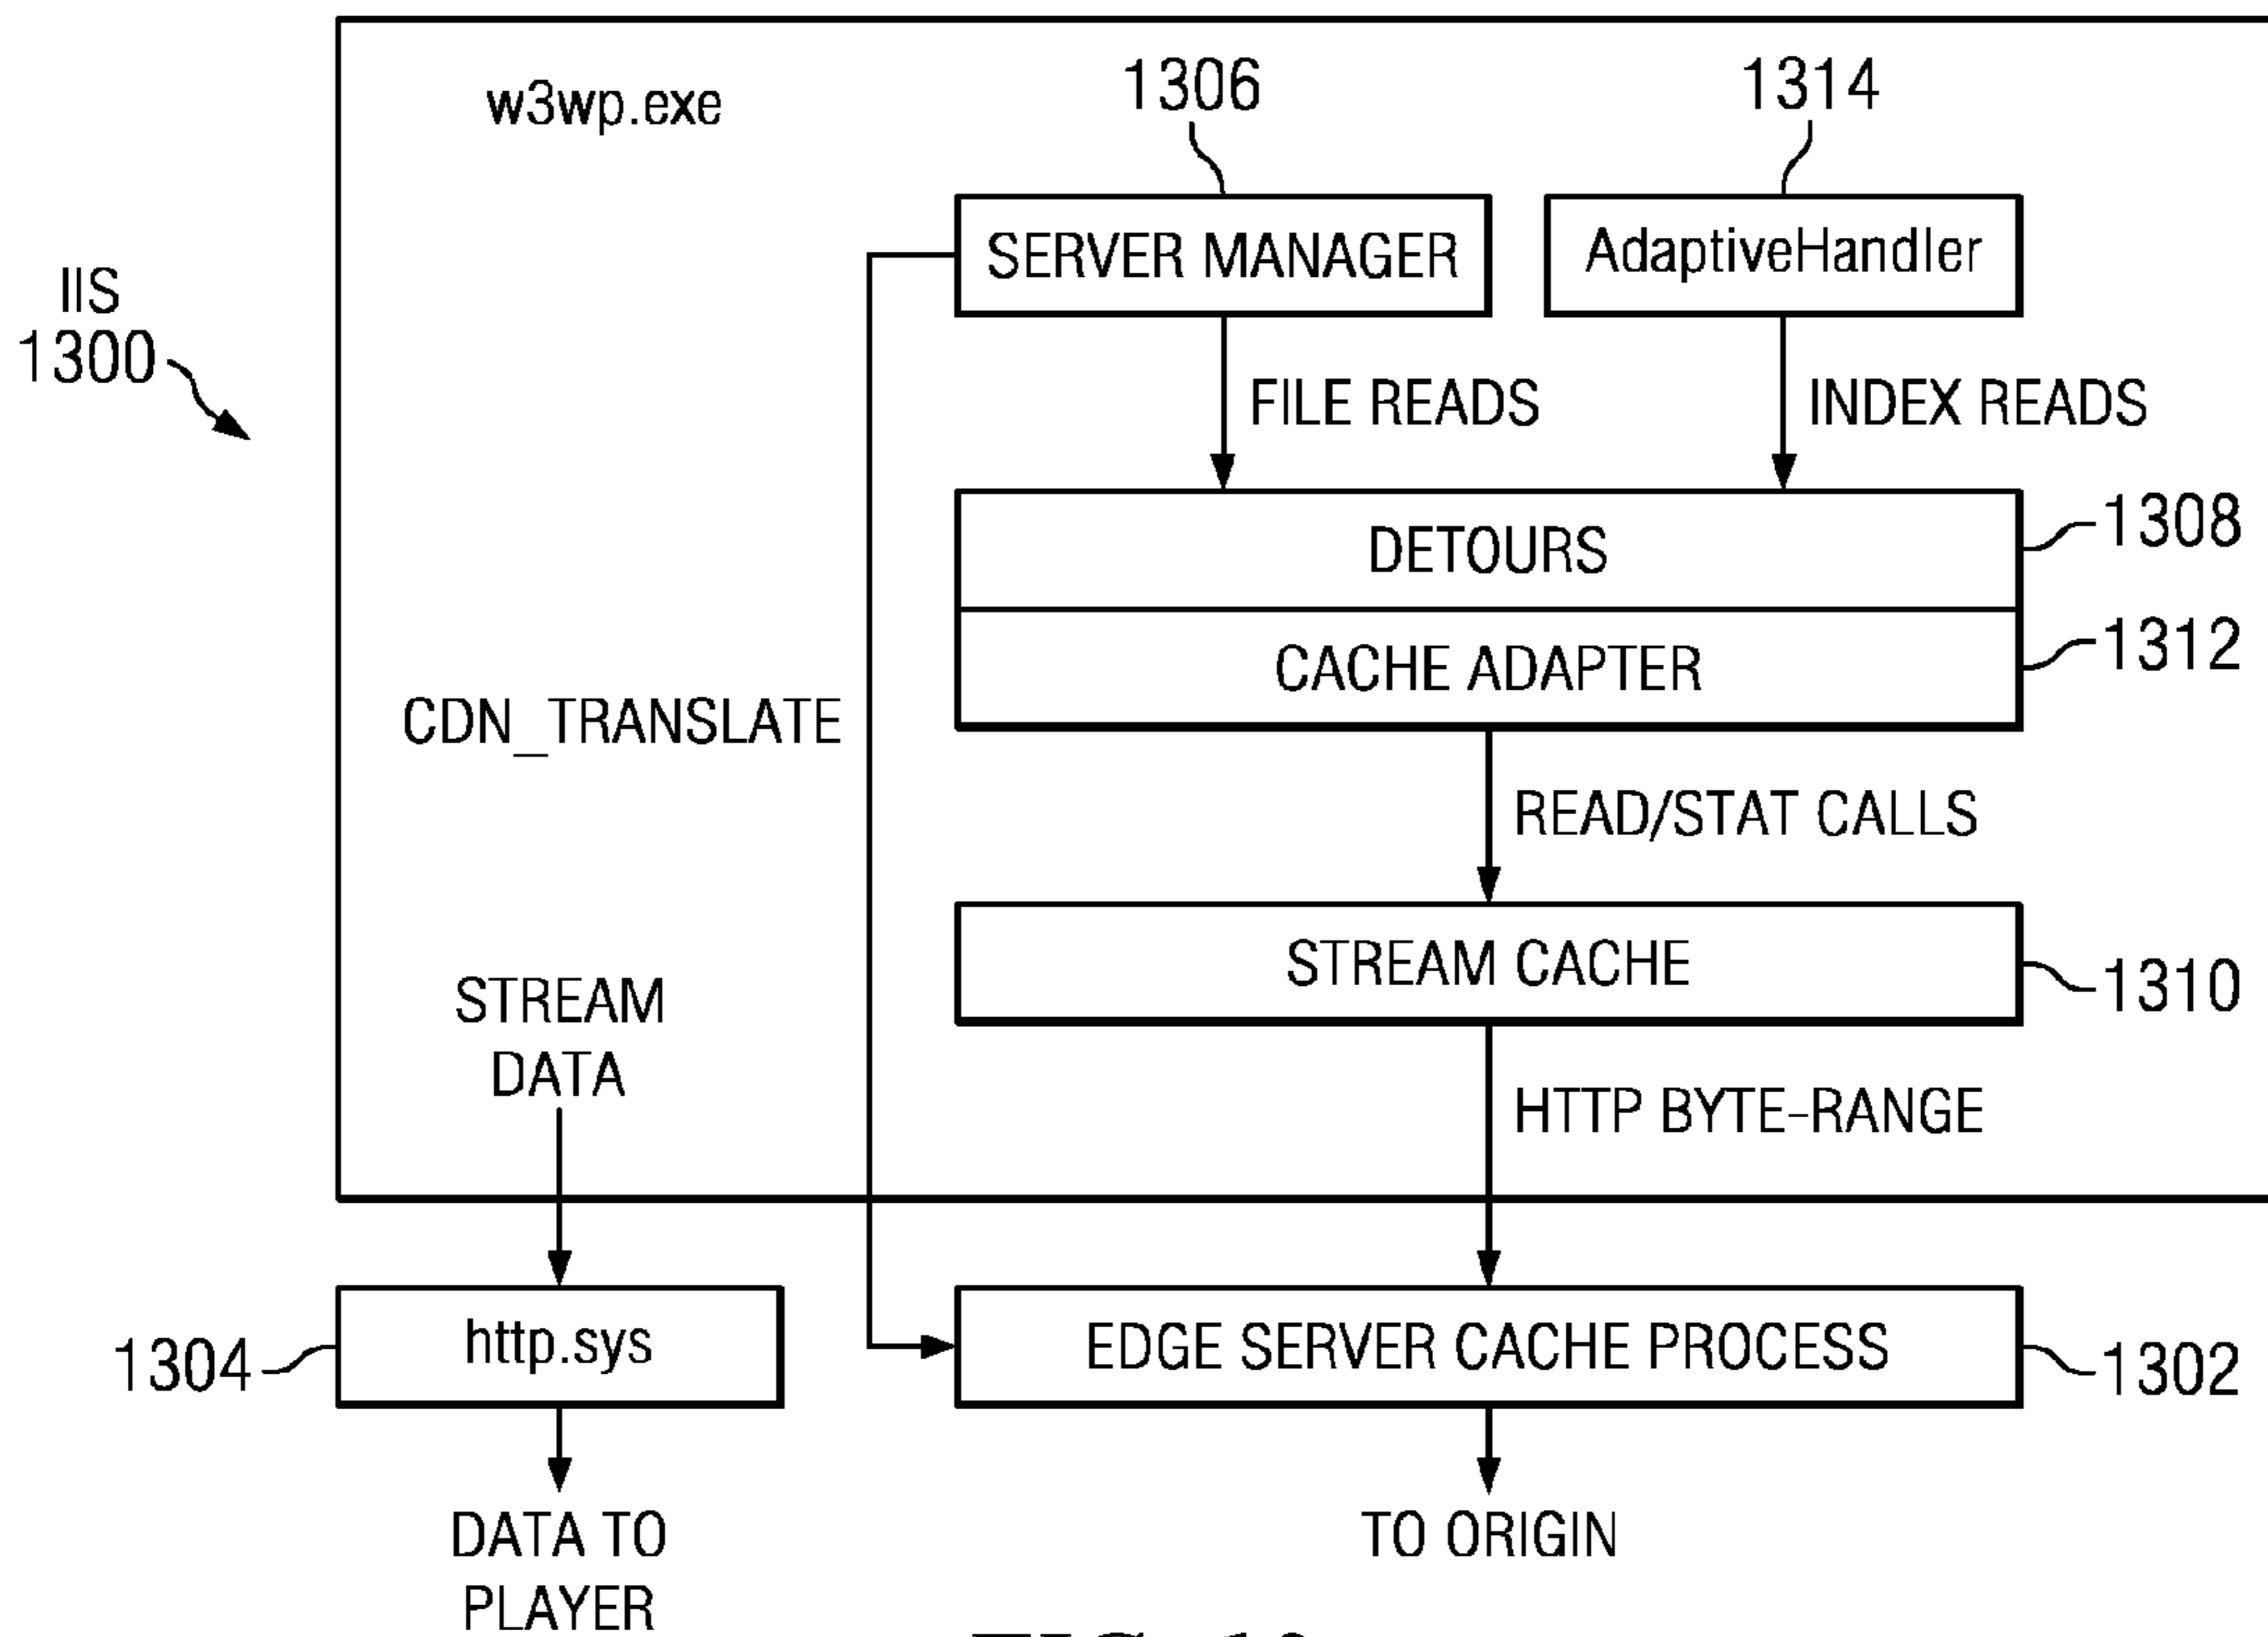 w3wp.exe
1306
1314
SERVER MANAGER
AdaptiveHandler
IIS
1300
FILE READS
INDEX READS
DETOURS
1308
CACHE ADAPTER
1312
CDN_TRANSLATE
READ/STAT CALLS
STREAM CACHE
1310
STREAM
DATA
HTTP BYTE-RANGE
http.sys
1304
EDGE SERVER CACHE PROCESS
1302
DATA TO
PLAYER
TO ORIGIN